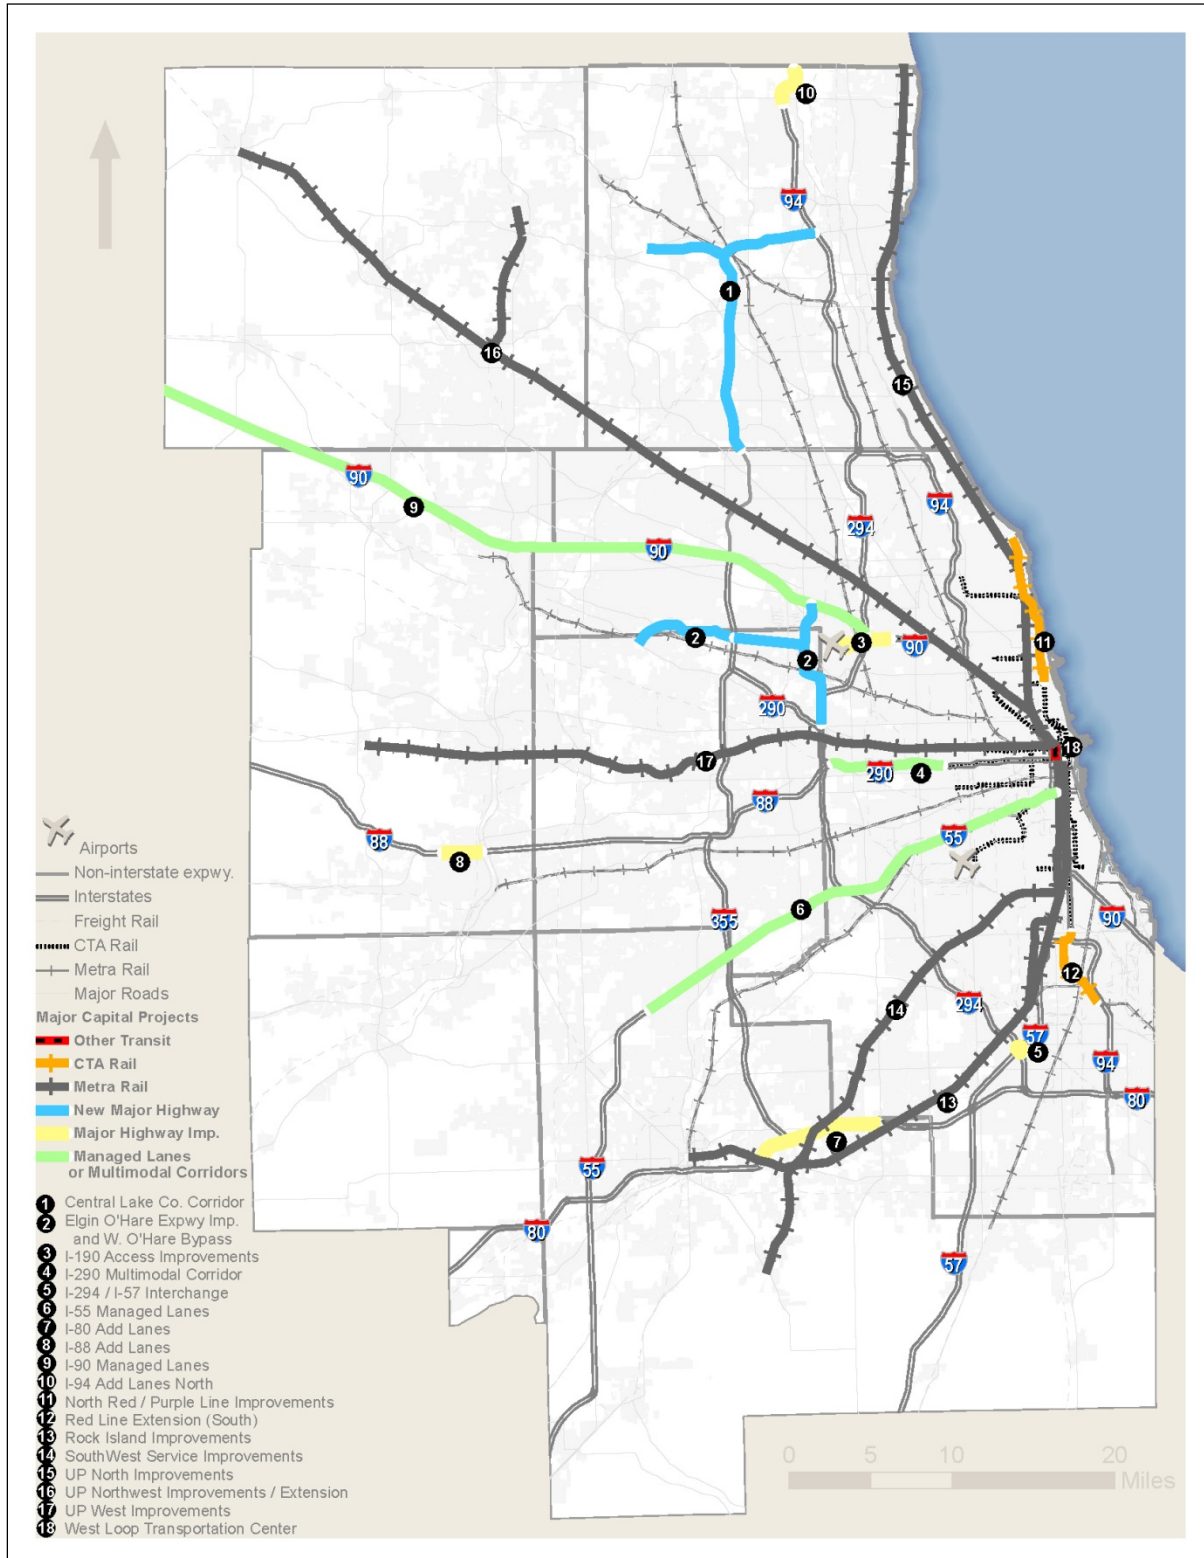 10
94
1
16
15
90
9
94
294
90
2
2
3
90
11
290
18
17
290
4
88
55
88
8
6
355
90
12
14
294
57
5
94
13
80
7
55
80
57
Airports
Non-interstate expwy.
Interstates
Freight Rail
CTA Rail
Metra Rail
Major Roads
Major Capital Projects
Other Transit
CTA Rail
Metra Rail
New Major Highway
Major Highway Imp.
Managed Lanes
or Multimodal Corridors
1 Central Lake Co. Corridor
2 Elgin O'Hare Expwy Imp.
and W. O'Hare Bypass
3 I-190 Access Improvements
4 I-290 Multimodal Corridor
5 I-294 / I-57 Interchange
6 I-55 Managed Lanes
7 I-80 Add Lanes
8 I-88 Add Lanes
9 I-90 Managed Lanes
10 I-94 Add Lanes North
11 North Red / Purple Line Improvements
12 Red Line Extension (South)
13 Rock Island Improvements
14 SouthWest Service Improvements
15 UP North Improvements
16 UP Northwest Improvements / Extension
17 UP West Improvements
18 West Loop Transportation Center
0 5 10 20
Miles